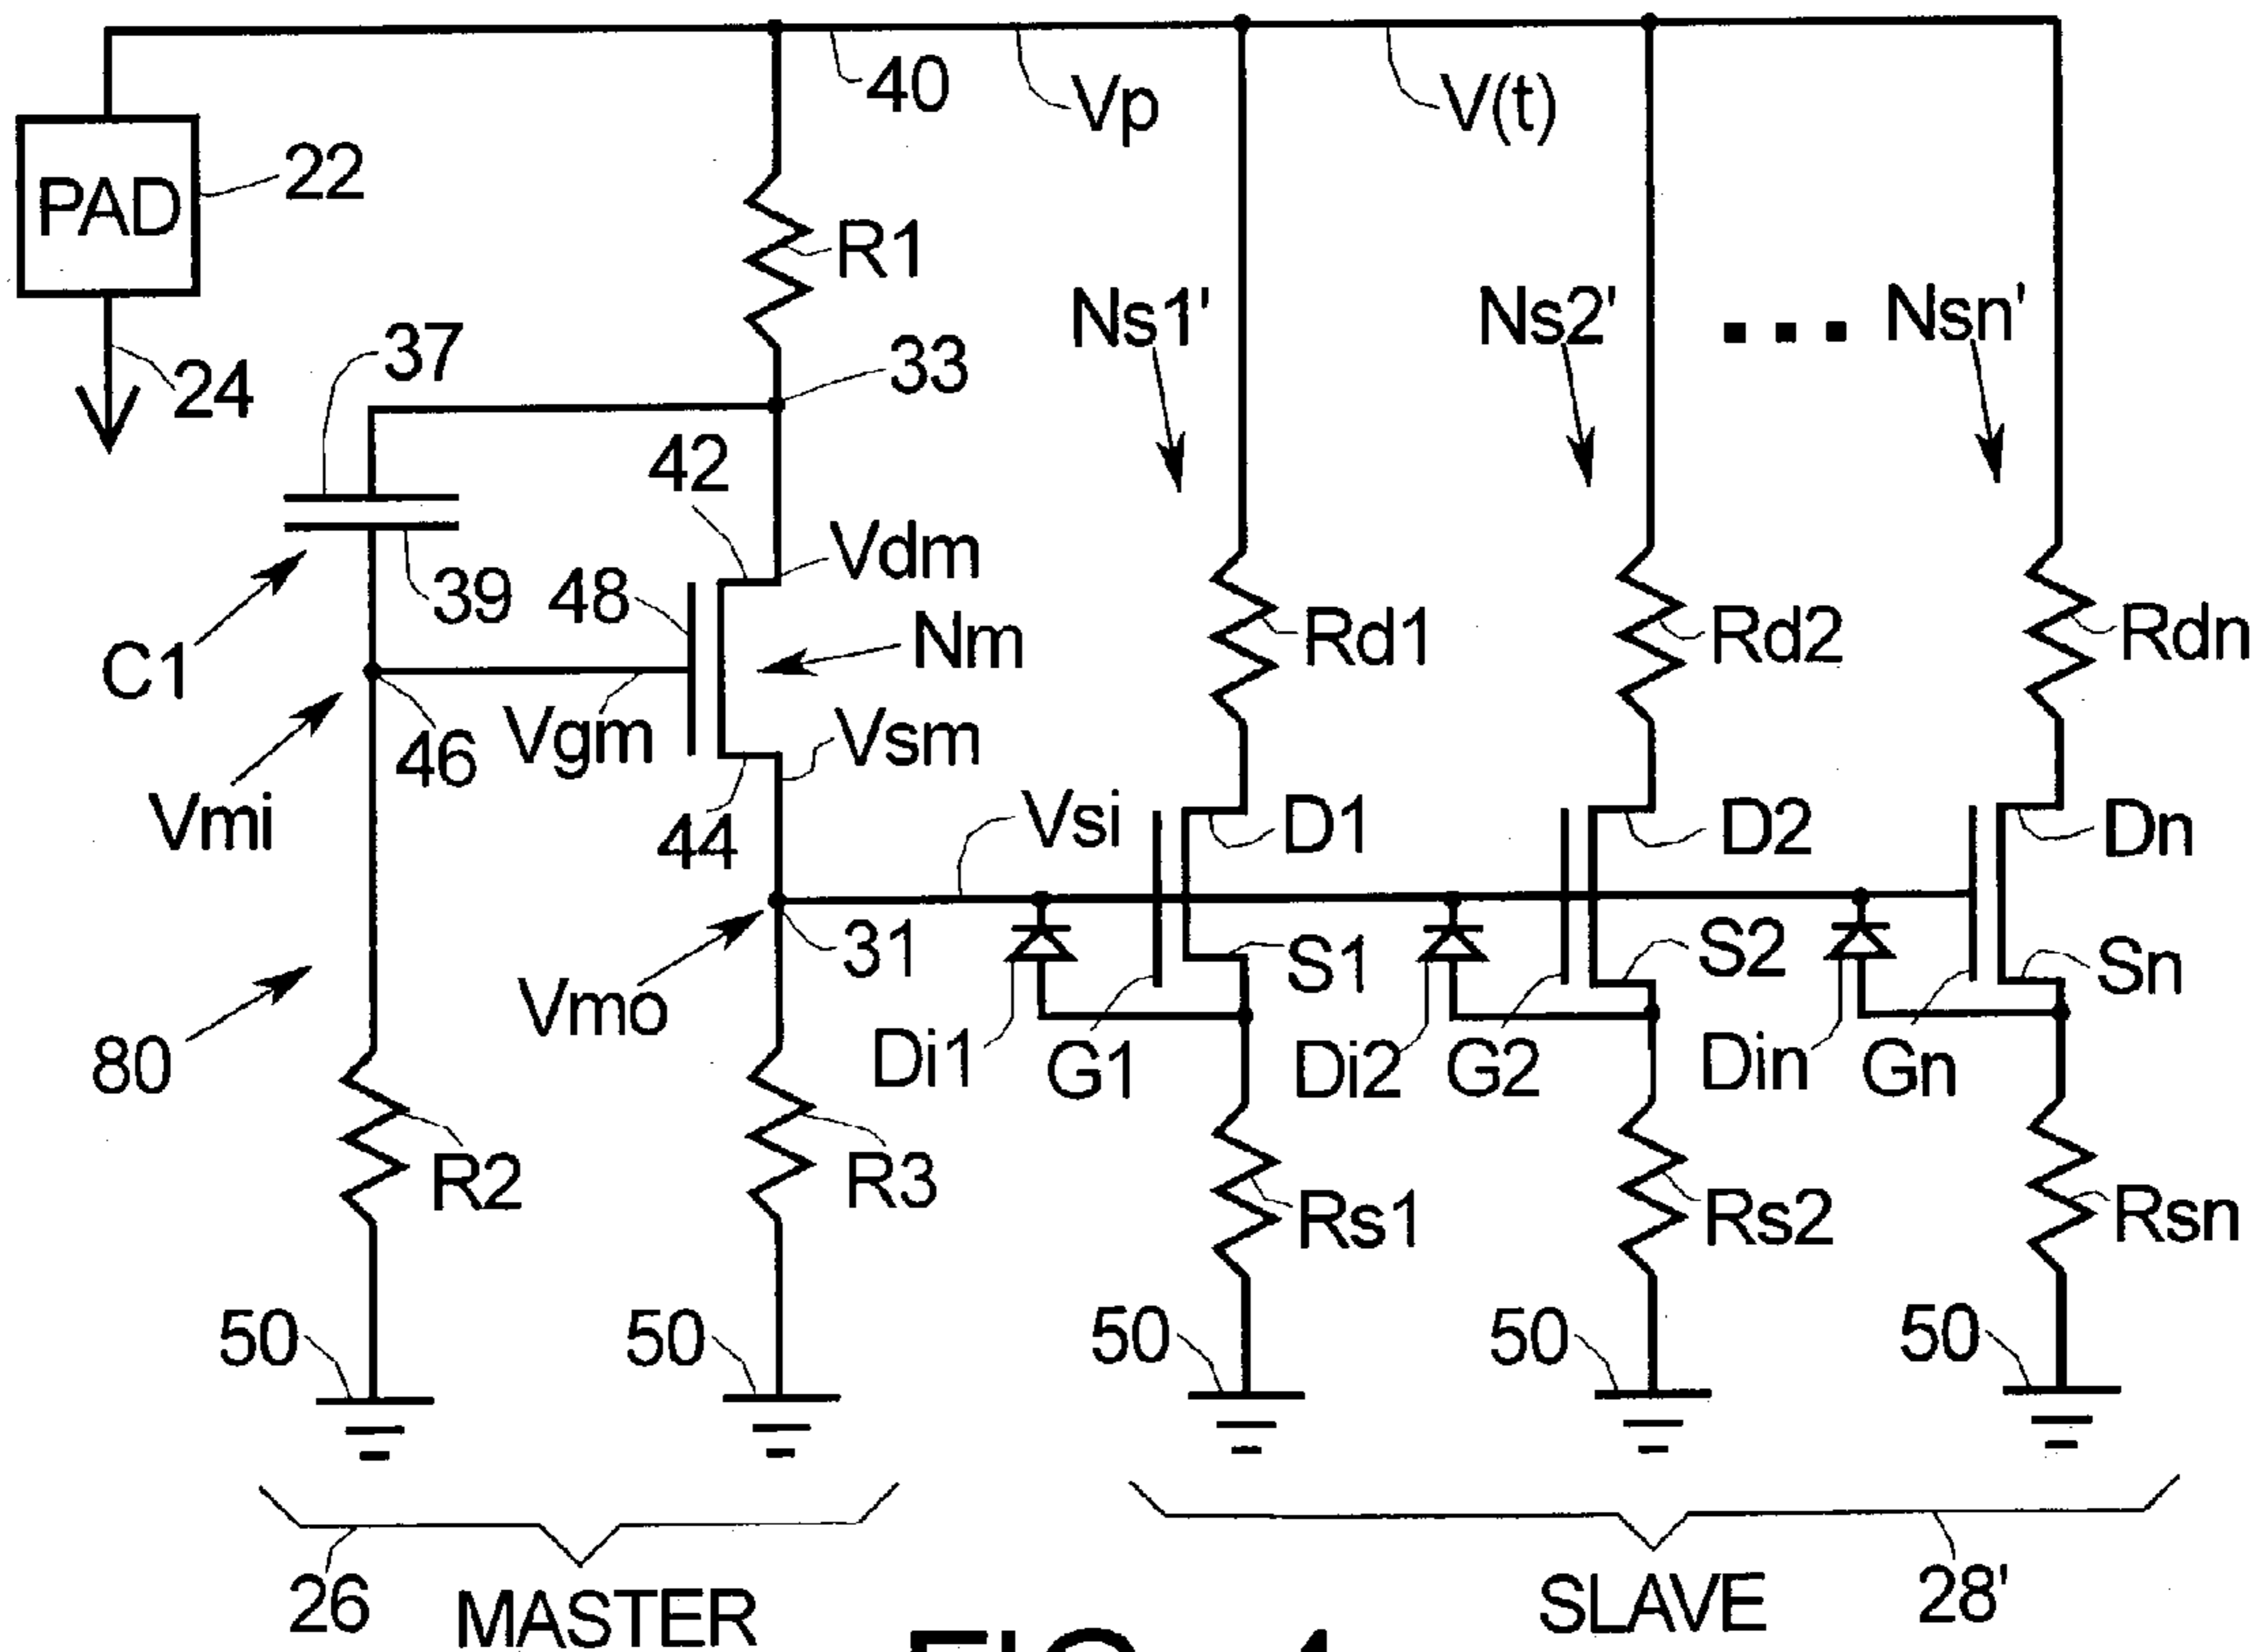 40
Vp
V(t)
PAD
22
R1
Ns1'
Ns2'
Nsn'
37
33
24
42
Vdm
39
48
Nm
Rd1
Rd2
Rdn
C1
Vgm
Vsm
46
Vmi
44
Vsi
D1
D2
Dn
31
S1
S2
Sn
Vmo
80
Di1
G1
Di2
G2
Din
Gn
R2
R3
Rs1
Rs2
Rsn
50
50
50
50
50
26
MASTER
SLAVE
28'